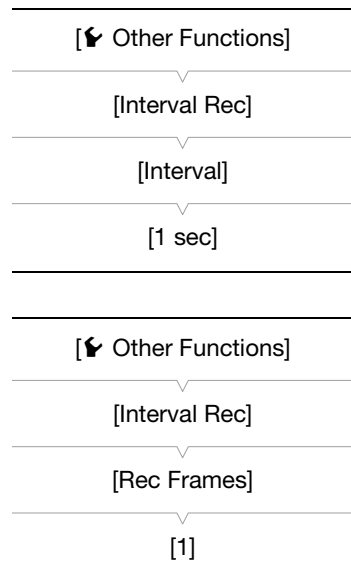 [ Other Functions]
[Interval Rec]
[Interval]
[1 sec]
[ Other Functions]
[Interval Rec]
[Rec Frames]
[1]